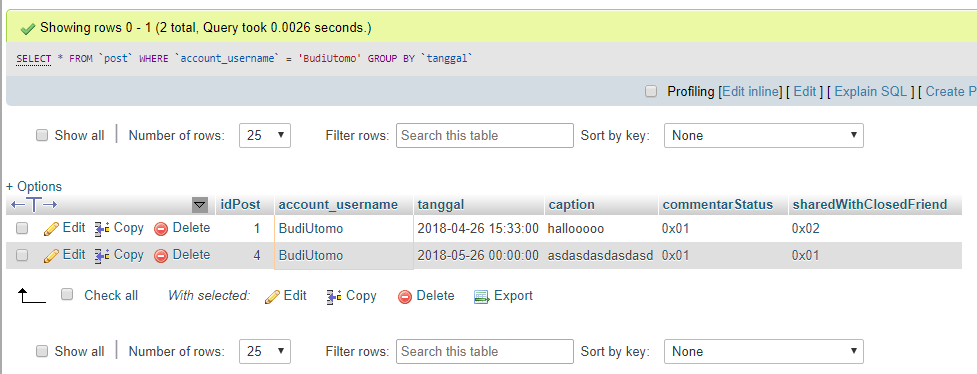 Showing rows 0 - 1 (2 total, Query took 0.0026 seconds.)
SELECT * FROM `post` WHERE `account_username` = 'BudiUtomo' GROUP BY `tanggal`
Profiling [Edit inline] [ Edit ] [ Explain SQL ] [ Create P
Show all Number of rows: 25 Filter rows: Search this table Sort by key: None
+ Options
←T→ idPost account_username tanggal caption commentarStatus sharedWithClosedFriend
Edit Copy Delete 1 BudiUtomo 2018-04-26 15:33:00 hallooooo 0x01 0x02
Edit Copy Delete 4 BudiUtomo 2018-05-26 00:00:00 asdasdasdasdasd 0x01 0x01
Check all With selected: Edit Copy Delete Export
Show all Number of rows: 25 Filter rows: Search this table Sort by key: None